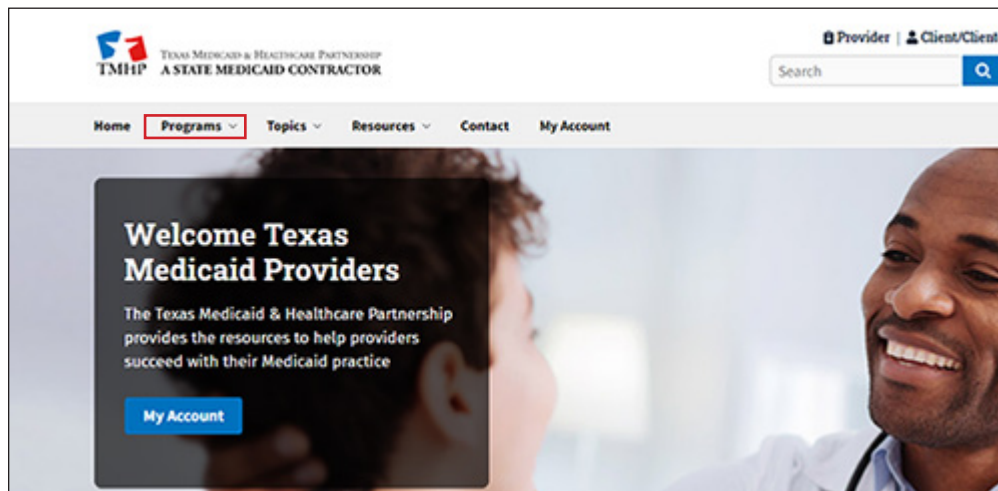 Provider | Client/Client
TMHP
TEXAS MEDICAID & HEALTHCARE PARTNERSHIP
A STATE MEDICAID CONTRACTOR
Search
Home Programs Topics Resources Contact My Account
Welcome Texas
Medicaid Providers
The Texas Medicaid & Healthcare Partnership
provides the resources to help providers
succeed with their Medicaid practice
My Account